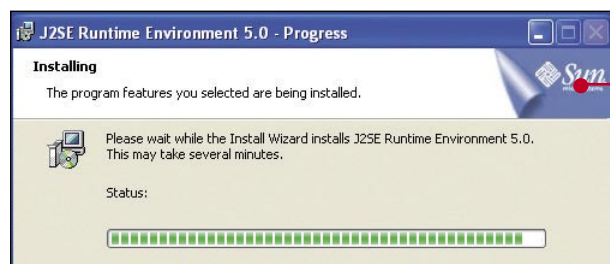 J2SE Runtime Environment 5.0 - Progress
Installing
The program features you selected are being installed.
Sun
Please wait while the Install Wizard installs J2SE Runtime Environment 5.0.
This may take several minutes.
Status: